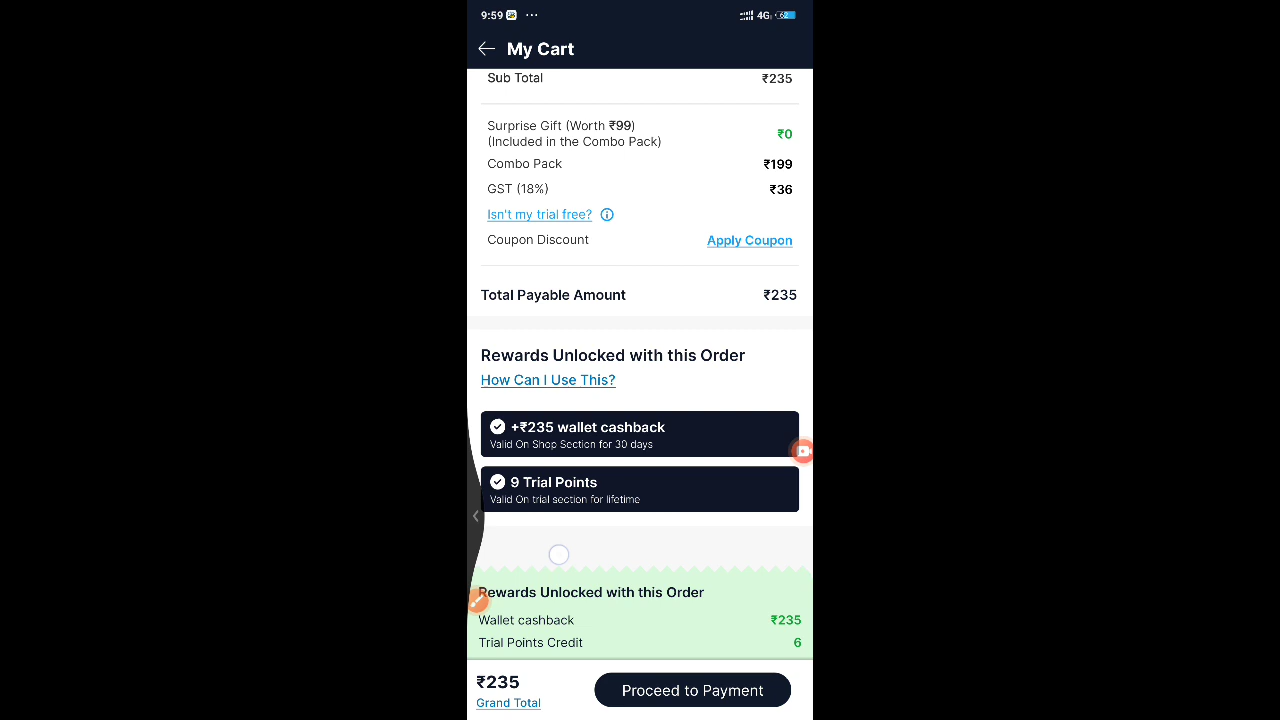 9:59 ... 4G 62
My Cart
Sub Total ₹235
Surprise Gift (Worth ₹99)
(Included in the Combo Pack) ₹0
Combo Pack ₹199
GST (18%) ₹36
Isn't my trial free?
Coupon Discount Apply Coupon
Total Payable Amount ₹235
Rewards Unlocked with this Order
How Can I Use This?
+₹235 wallet cashback
Valid On Shop Section for 30 days
9 Trial Points
Valid On trial section for lifetime
Rewards Unlocked with this Order
Wallet cashback ₹235
Trial Points Credit 6
₹235
Grand Total
Proceed to Payment